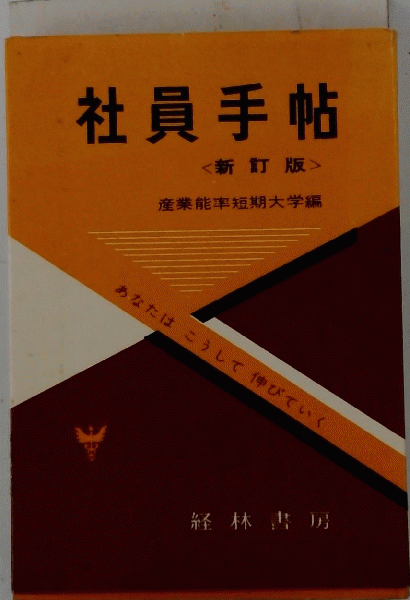 社員手帖
<新訂版>
産業能率短期大学編
あなたは こうして 伸びていく
経林書房